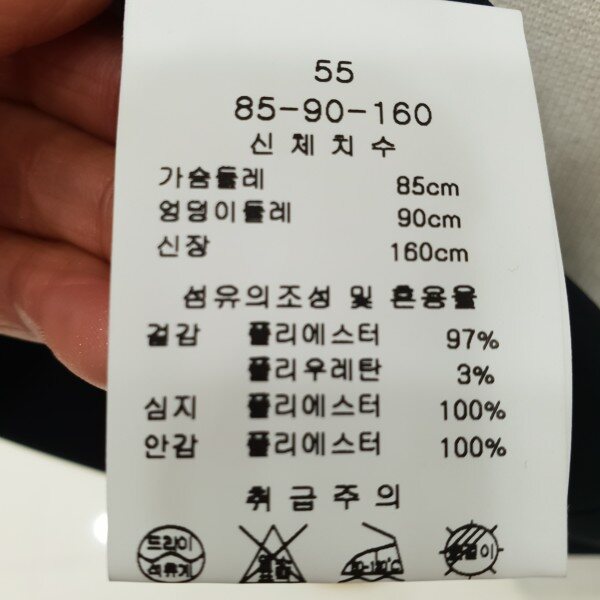 55
85-90-160
신 체 치 수
가슴둘레 85cm
엉덩이둘레 90cm
신장 160cm
섬유의조성 및 혼용율
겉감 폴리에스터 97%
폴리우레탄 3%
심지 폴리에스터 100%
안감 폴리에스터 100%
취 급 주 의
드라이
석유계